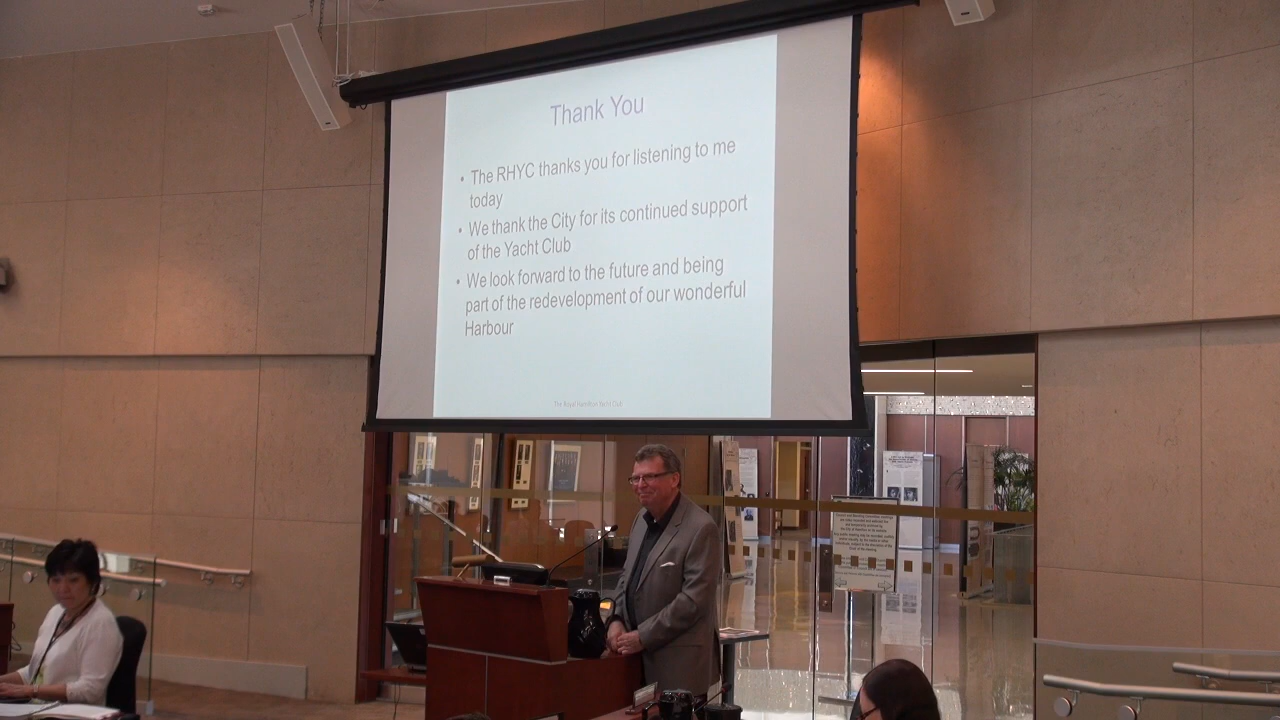 Thank You
• The RHYC thanks you for listening to me
today
• We thank the City for its continued support
of the Yacht Club
• We look forward to the future and being
part of the redevelopment of our wonderful
Harbour
The Royal Hamilton Yacht Club